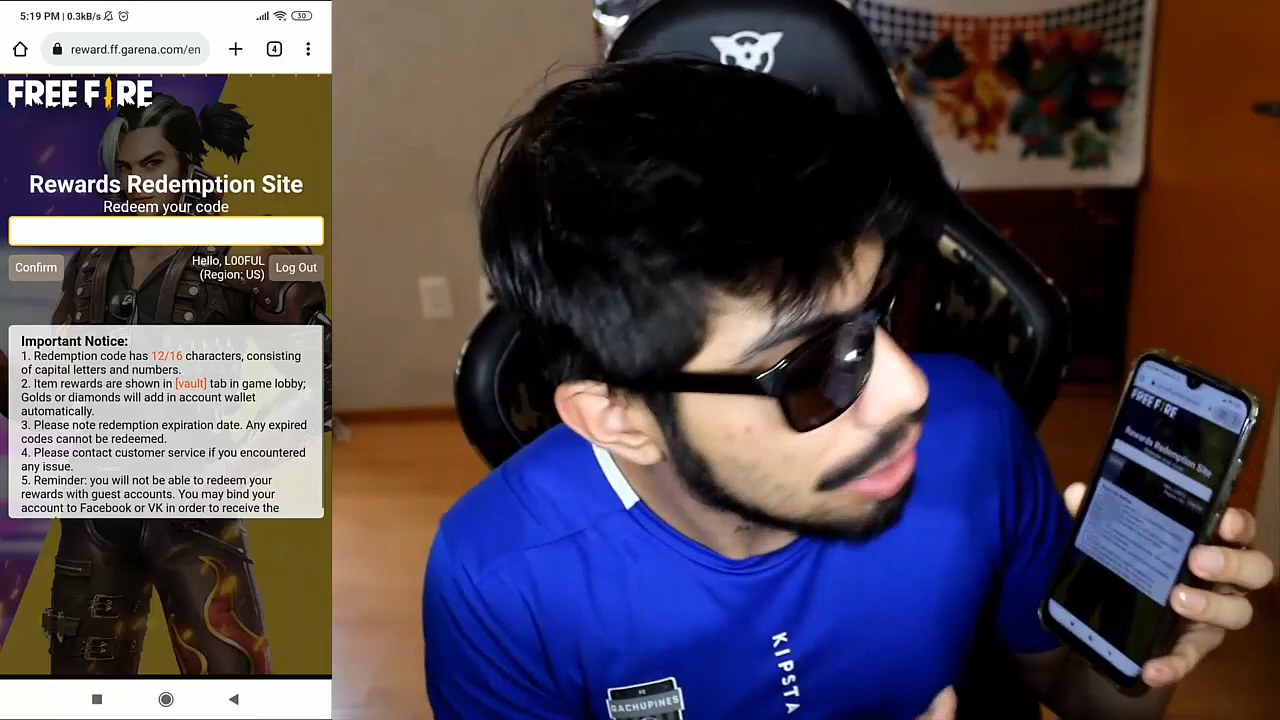 5:19 PM | 0.3kB/s
30
reward.ff.garena.com/en
4
FREE FIRE
Rewards Redemption Site
Redeem your code
Confirm
Hello, L00FUL
(Region: US)
Log Out
Important Notice:
1. Redemption code has 12/16 characters, consisting
of capital letters and numbers.
2. Item rewards are shown in [vault] tab in game lobby;
Golds or diamonds will add in account wallet
automatically.
3. Please note redemption expiration date. Any expired
codes cannot be redeemed.
4. Please contact customer service if you encountered
any issue.
5. Reminder: you will not be able to redeem your
rewards with guest accounts. You may bind your
account to Facebook or VK in order to receive the
KIPSTA
GACHUPINES
FREE FIRE
Rewards Redemption Site